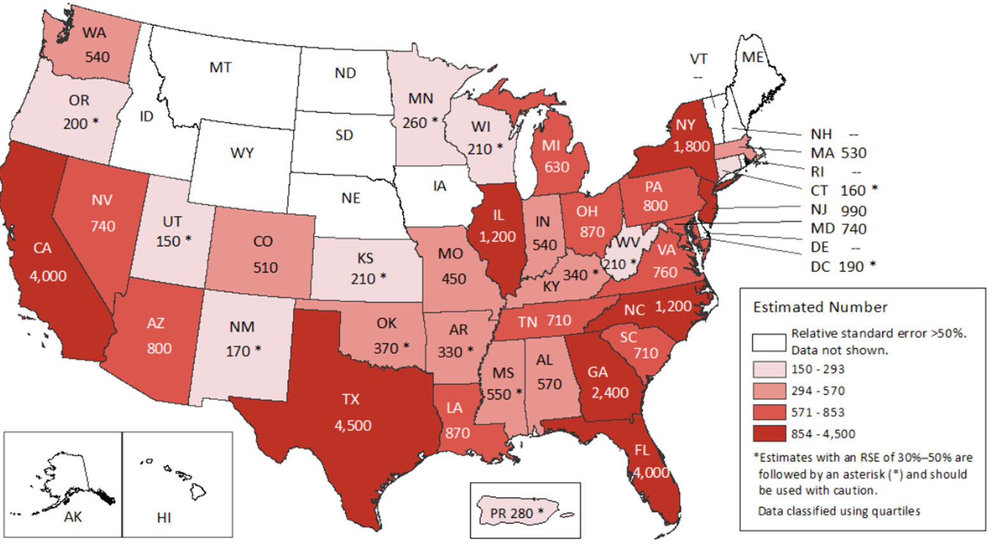 WA
540
MT
ND
VT
--
ME
OR
200 *
ID
MN
260 *
WI
210 *
SD
WY
MI
630
NY
1,800
NH --
MA 530
RI --
CT 160 *
NJ 990
MD 740
DE --
DC 190 *
NV
740
UT
150 *
NE
IA
IL
1,200
IN
540
OH
870
PA
800
CA
4,000
CO
510
KS
210 *
MO
450
WV
210 *
VA
760
KY
340 *
AZ
800
NM
170 *
OK
370 *
AR
330 *
TN 710
NC 1,200
SC
710
MS
550 *
AL
570
GA
2,400
TX
4,500
LA
870
FL
4,000
AK
HI
PR 280 *
Estimated Number
Relative standard error >50%.
Data not shown.
150 - 293
294 - 570
571 - 853
854 - 4,500
*Estimates with an RSE of 30%–50% are
followed by an asterisk (*) and should
be used with caution.
Data classified using quartiles